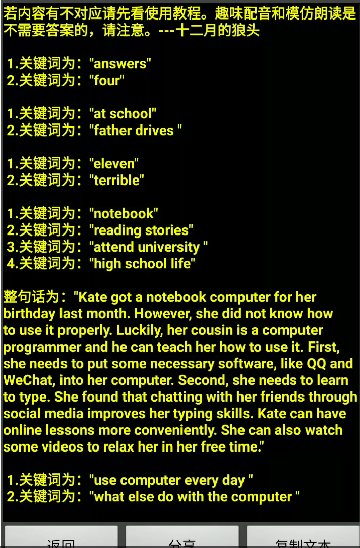 若内容有不对应请先看使用教程。趣味配音和模仿朗读是
不需要答案的，请注意。---十二月的狼头
1.关键词为："answers"
2.关键词为："four"
1.关键词为："at school"
2.关键词为："father drives "
1.关键词为："eleven"
2.关键词为："terrible"
1.关键词为："notebook"
2.关键词为："reading stories"
3.关键词为："attend university "
4.关键词为："high school life"
整句话为："Kate got a notebook computer for her
birthday last month. However, she did not know how
to use it properly. Luckily, her cousin is a computer
programmer and he can teach her how to use it. First,
she needs to put some necessary software, like QQ and
WeChat, into her computer. Second, she needs to learn
to type. She found that chatting with her friends through
social media improves her typing skills. Kate can have
online lessons more conveniently. She can also watch
some videos to relax her in her free time."
1.关键词为："use computer every day "
2.关键词为："what else do with the computer "
返回 分享 复制文本